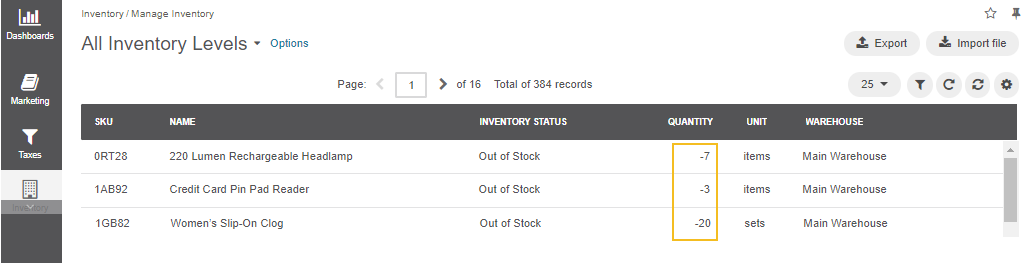 Dashboards
Marketing
Taxes
Inventory
Inventory / Manage Inventory
All Inventory Levels Options
Export Import file
Page: 1 of 16 Total of 384 records 25
SKU NAME INVENTORY STATUS QUANTITY UNIT WAREHOUSE
0RT28 220 Lumen Rechargeable Headlamp Out of Stock -7 items Main Warehouse
1AB92 Credit Card Pin Pad Reader Out of Stock -3 items Main Warehouse
1GB82 Women's Slip-On Clog Out of Stock -20 sets Main Warehouse